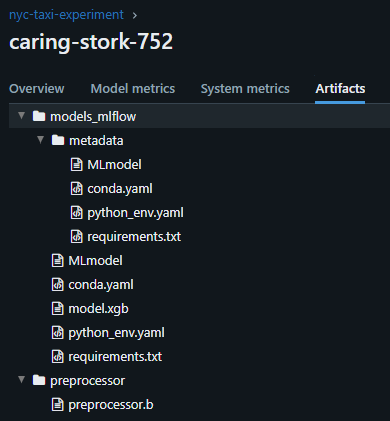 nyc-taxi-experiment
caring-stork-752
Overview Model metrics System metrics Artifacts
models_mlflow
metadata
MLmodel
conda.yaml
python_env.yaml
requirements.txt
MLmodel
conda.yaml
model.xgb
python_env.yaml
requirements.txt
preprocessor
preprocessor.b